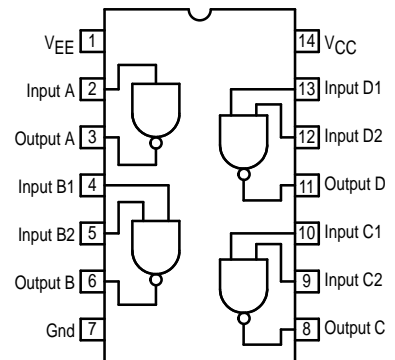 VEE 1
Input A 2
Output A 3
Input B1 4
Input B2 5
Output B 6
Gnd 7
14 VCC
13 Input D1
12 Input D2
11 Output D
10 Input C1
9 Input C2
8 Output C